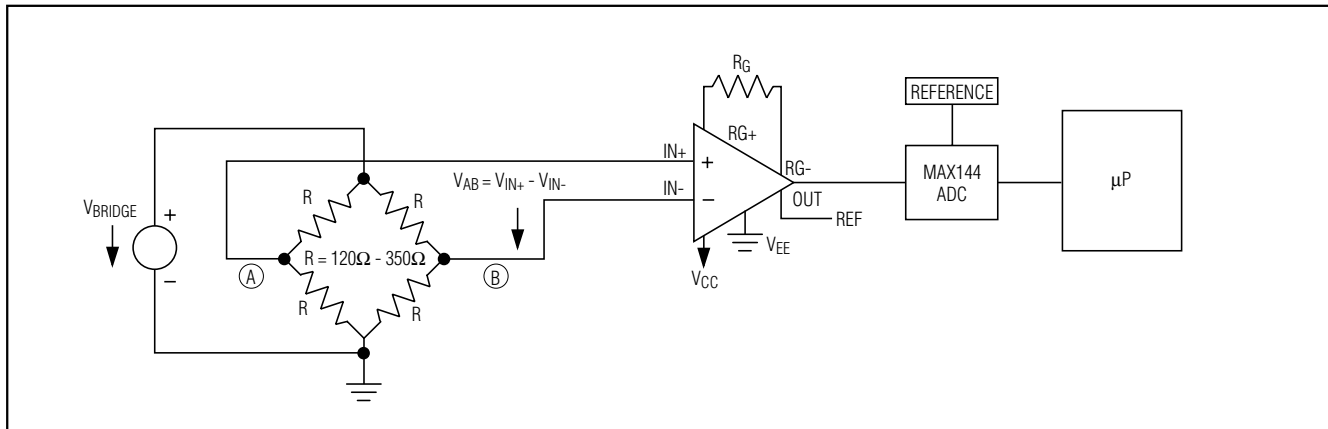 RG
REFERENCE
RG+
IN+
+
RG-
MAX144
ADC
µP
VAB = VIN+ - VIN-
IN-
−
OUT
REF
VBRIDGE
+
−
R
R
R = 120Ω - 350Ω
A
B
R
R
VEE
VCC